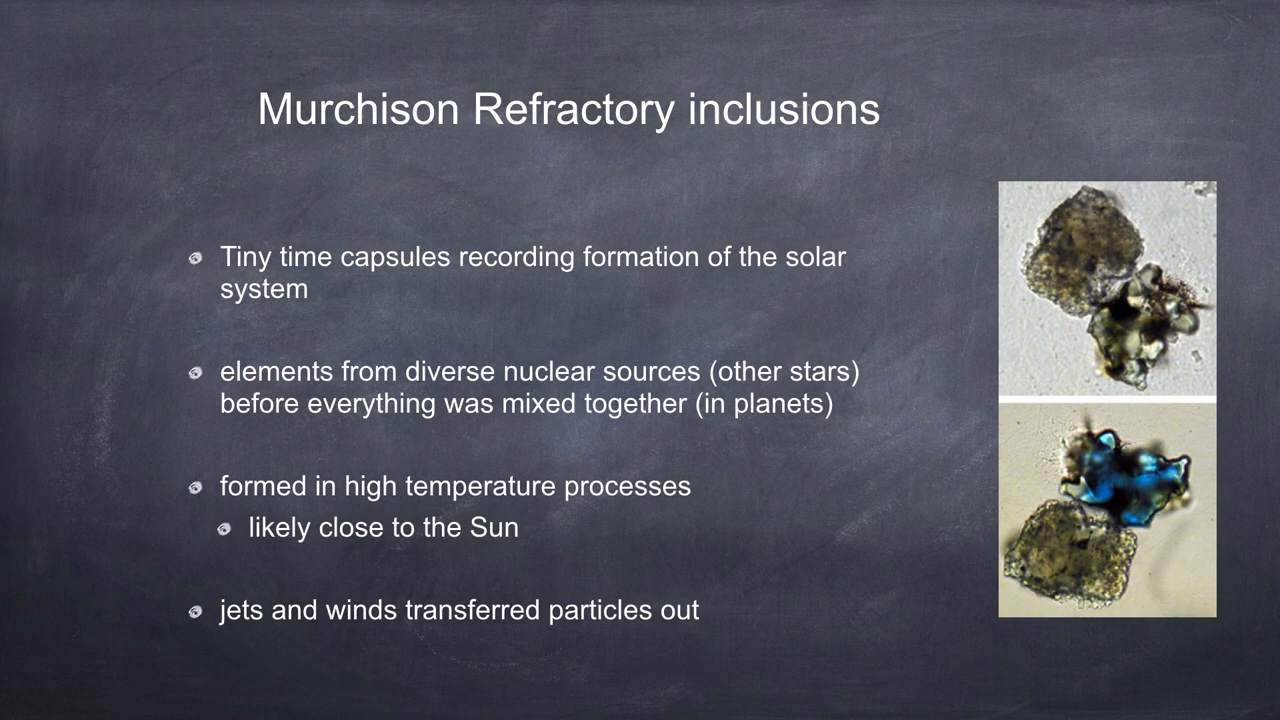 Murchison Refractory inclusions
Tiny time capsules recording formation of the solar
system
elements from diverse nuclear sources (other stars)
before everything was mixed together (in planets)
formed in high temperature processes
likely close to the Sun
jets and winds transferred particles out